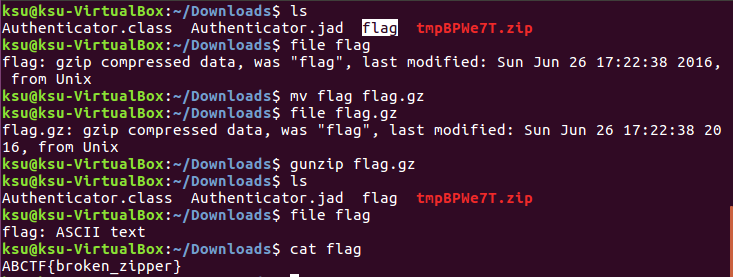 ksu@ksu-VirtualBox:~/Downloads$ ls
Authenticator.class  Authenticator.jad  flag  tmpBPWe7T.zip
ksu@ksu-VirtualBox:~/Downloads$ file flag
flag: gzip compressed data, was "flag", last modified: Sun Jun 26 17:22:38 2016,
 from Unix
ksu@ksu-VirtualBox:~/Downloads$ mv flag flag.gz
ksu@ksu-VirtualBox:~/Downloads$ file flag.gz
flag.gz: gzip compressed data, was "flag", last modified: Sun Jun 26 17:22:38 20
16, from Unix
ksu@ksu-VirtualBox:~/Downloads$ gunzip flag.gz
ksu@ksu-VirtualBox:~/Downloads$ ls
Authenticator.class  Authenticator.jad  flag  tmpBPWe7T.zip
ksu@ksu-VirtualBox:~/Downloads$ file flag
flag: ASCII text
ksu@ksu-VirtualBox:~/Downloads$ cat flag
ABCTF{broken_zipper}